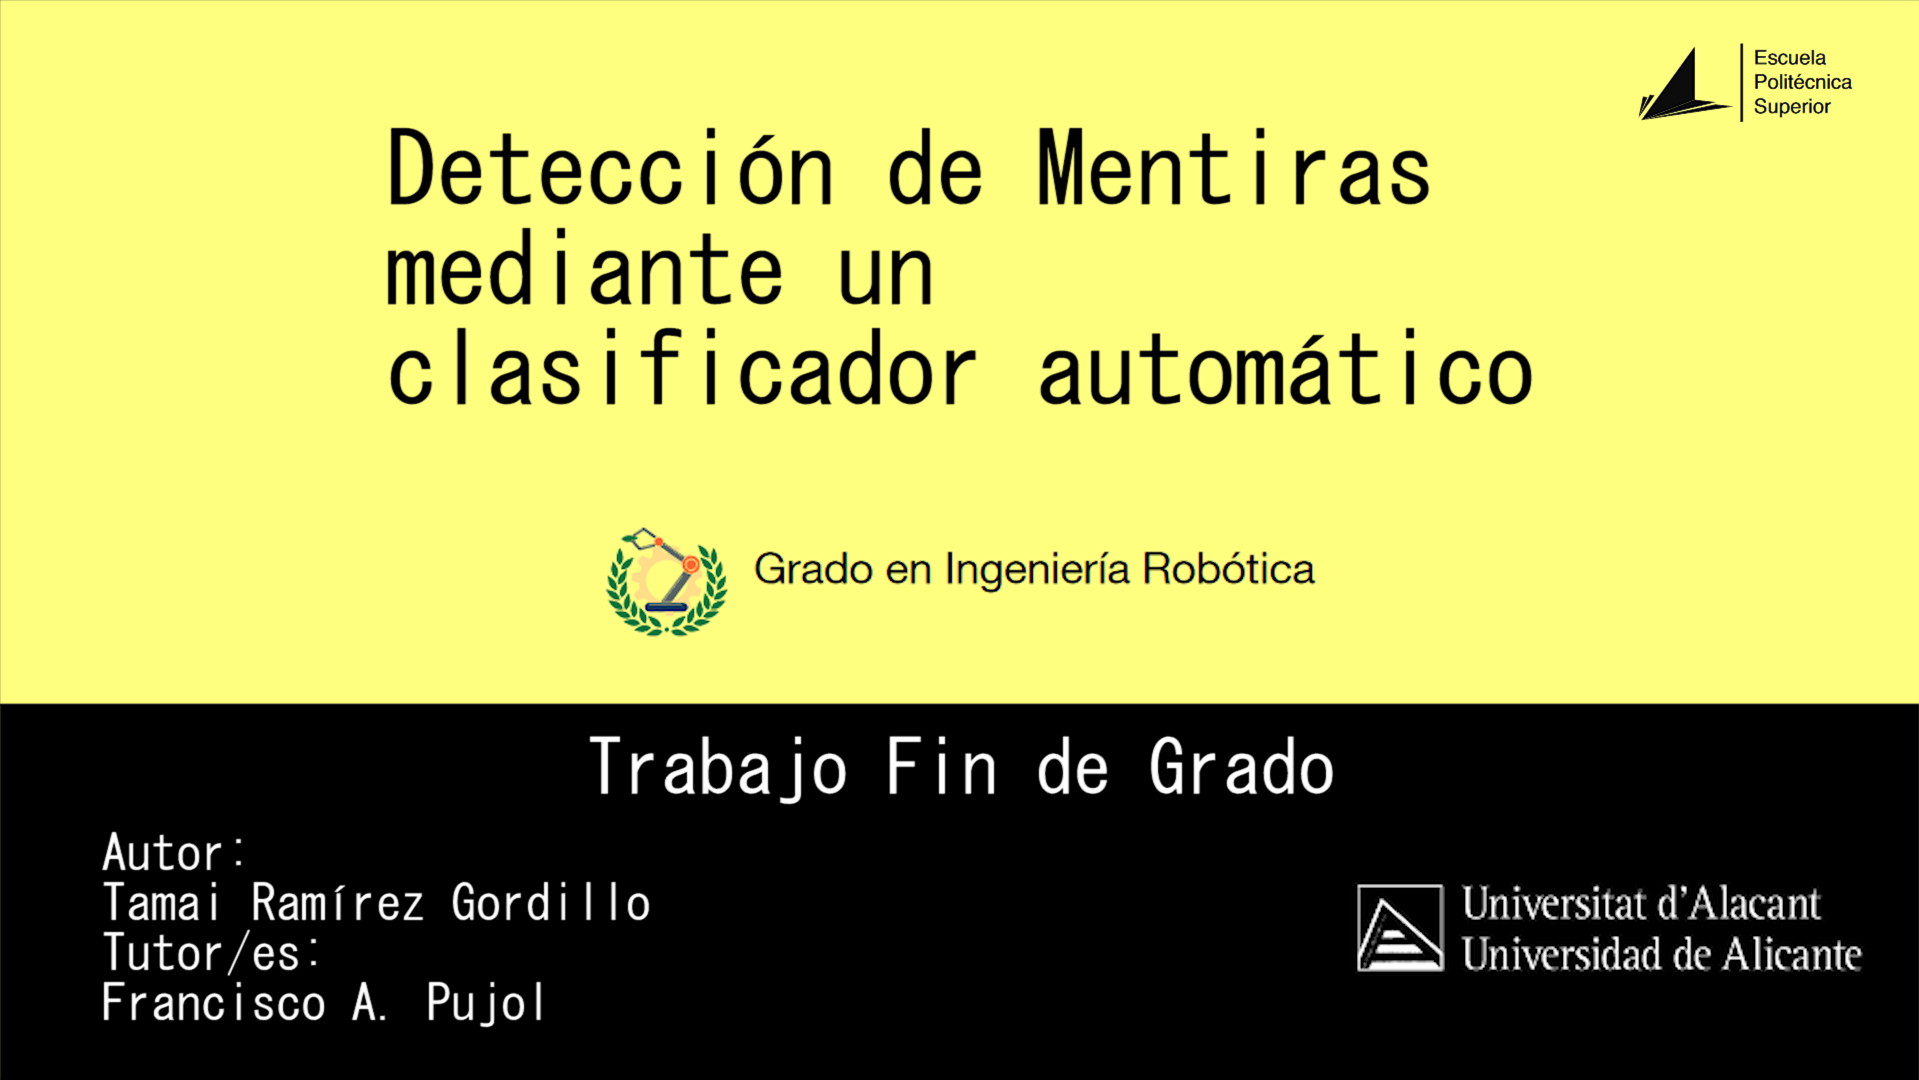 Escuela
Politécnica
Superior
Detección de Mentiras
mediante un
clasificador automático
Grado en Ingeniería Robótica
Trabajo Fin de Grado
Autor:
Tamai Ramírez Gordillo
Tutor/es:
Francisco A. Pujol
Universitat d'Alacant
Universidad de Alicante